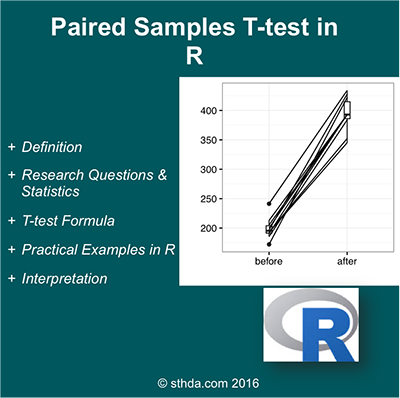 Paired Samples T-test in
R
+ Definition
+ Research Questions &
Statistics
+ T-test Formula
+ Practical Examples in R
+ Interpretation
400
350
300
250
200
before after
R
© sthda.com 2016